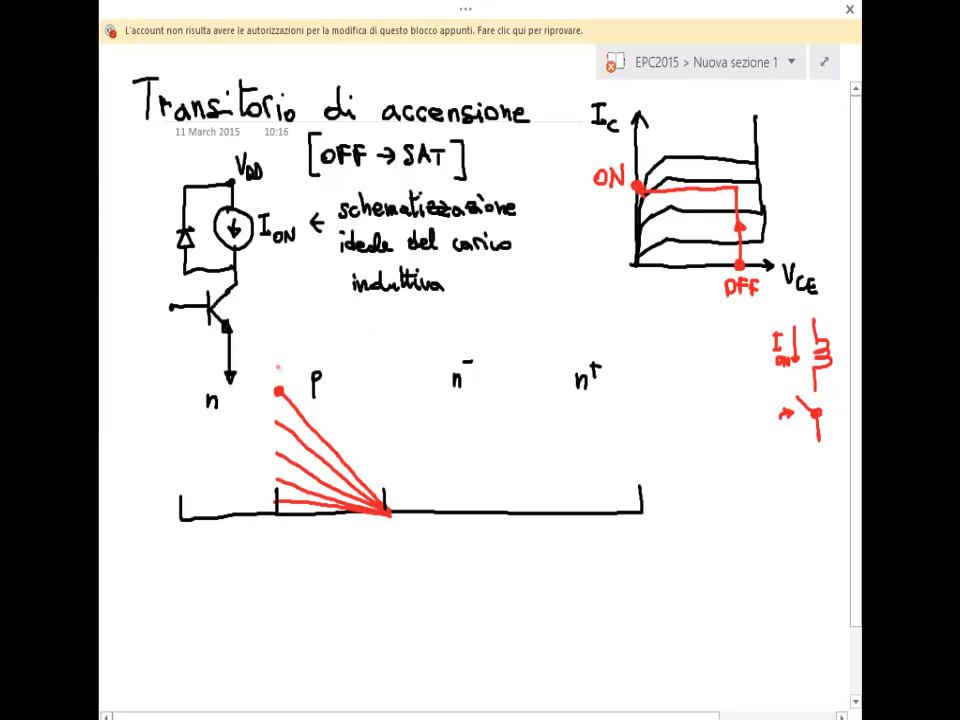 L'account non risulta avere le autorizzazioni per la modifica di questo blocco appunti. Fare clic qui per riprovare.
EPC2015 > Nuova sezione 1
Transitorio di accensione
11 March 2015 10:16
[OFF → SAT]
VDD
ION ← schematizzazione
ideale del carico
induttivo
IC
ON
OFF
VCE
ION
n
p
n-
n+